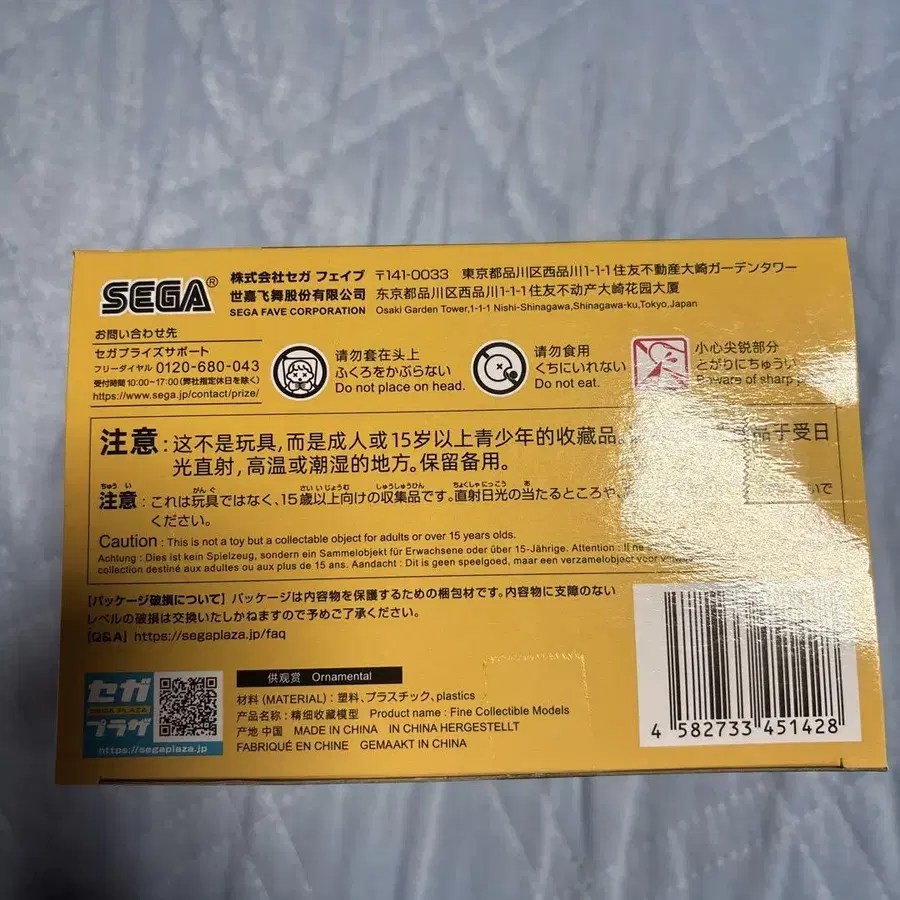 SEGA®
株式会社セガ フェイブ 〒141-0033 東京都品川区西品川1-1-1住友不動産大崎ガーデンタワー
世嘉飞舞股份有限公司 东京都品川区西品川1-1-1住友不动产大崎花园大厦
SEGA FAVE CORPORATION Osaki Garden Tower,1-1-1 Nishi-Shinagawa,Shinagawa-ku,Tokyo,Japan
お問い合わせ先
セガプライズサポート
フリーダイヤル 0120-680-043
受付時間 10:00~17:00(弊社指定休日を除く)
https://www.sega.jp/contact/prize/
请勿套在头上
ふくろをかぶらない
Do not place on head.
请勿食用
くちにいれない
Do not eat.
小心尖锐部分
とがりにちゅうい
Beware of sharp
注意:这不是玩具,而是成人或15岁以上青少年的收藏品。 于受日
光直射,高温或潮湿的地方。保留备用。
注意:これは玩具ではなく、15歳以上向けの収集品です。直射日光の当たるところや、 いで
ください。
Caution : This is not a toy but a collectable object for adults or over 15 years olds.
Achtung : Dies ist kein Spielzeug, sondern ein Sammelobjekt für Erwachsene oder über 15-Jährige. Attention : Il ne
collection destiné aux adultes ou aux plus de 15 ans. Aandacht : Dit is geen speelgoed, maar een verzamelobject voor
【パッケージ破損について】パッケージは内容物を保護するための梱包材です。内容物に支障のない
レベルの破損は交換いたしかねますので予めご了承ください。
【Q&A】https://segaplaza.jp/faq
セガ
SEGA PLAZA
プラザ
https://segaplaza.jp
供观赏 Ornamental
材料 (MATERIAL) : 塑料、プラスチック、plastics
产品名称 : 精细收藏模型 Product name : Fine Collectible Models
产地 中国 MADE IN CHINA IN CHINA HERGESTELLT
FABRIQUÉ EN CHINE GEMAAKT IN CHINA
4 582733 451428